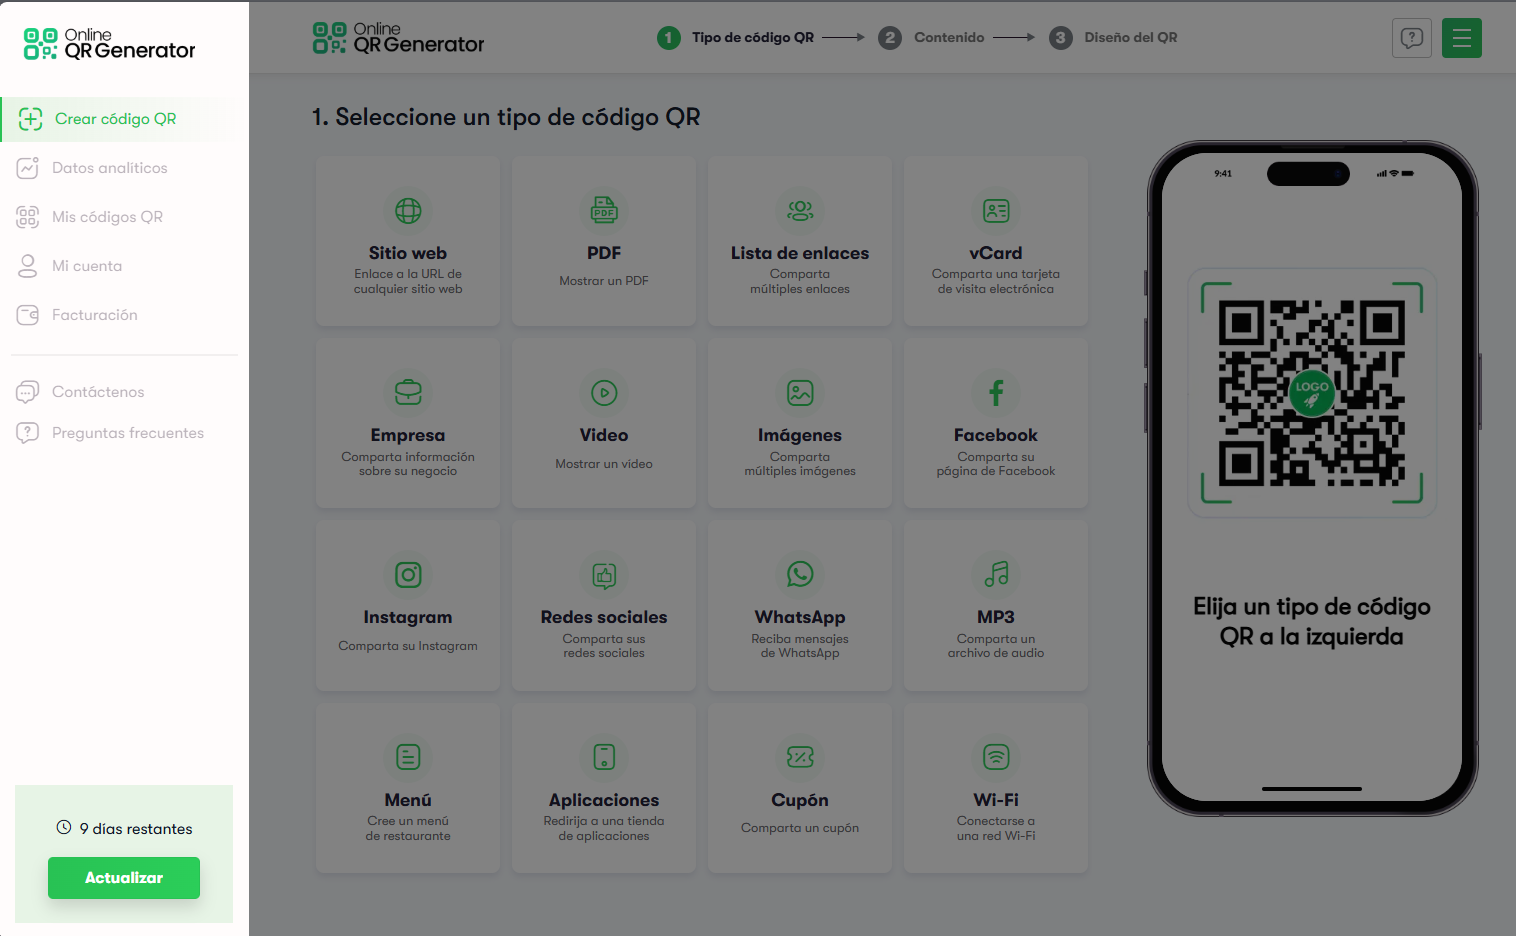 Online
QR Generator
Crear código QR
Datos analiticos
Mis códigos QR
Mi cuenta
Facturación
Contáctenos
Preguntas frecuentes
9 días restantes
Actualizar
Online
QR Generator
1 Tipo de código QR
2 Contenido
3 Diseño del QR
?
1. Seleccione un tipo de código QR
Sitio web
Enlace a la URL de
cualquier sitio web
PDF
PDF
Mostrar un PDF
Lista de enlaces
Comparta
múltiples enlaces
vCard
Comparta una tarjeta
de visita electrónica
Empresa
Comparta información
sobre su negocio
Video
Mostrar un video
Imágenes
Comparta
múltiples imágenes
Facebook
Comparta su
página de Facebook
Instagram
Comparta su Instagram
Redes sociales
Comparta sus
redes sociales
WhatsApp
Reciba mensajes
de WhatsApp
MP3
Comparta un
archivo de audio
Menú
Cree un menú
de restaurante
Aplicaciones
Redirija a una tienda
de aplicaciones
Cupón
Comparta un cupón
Wi-Fi
Conectarse a
una red Wi-Fi
9:41
LOGO
Elija un tipo de código
QR a la izquierda